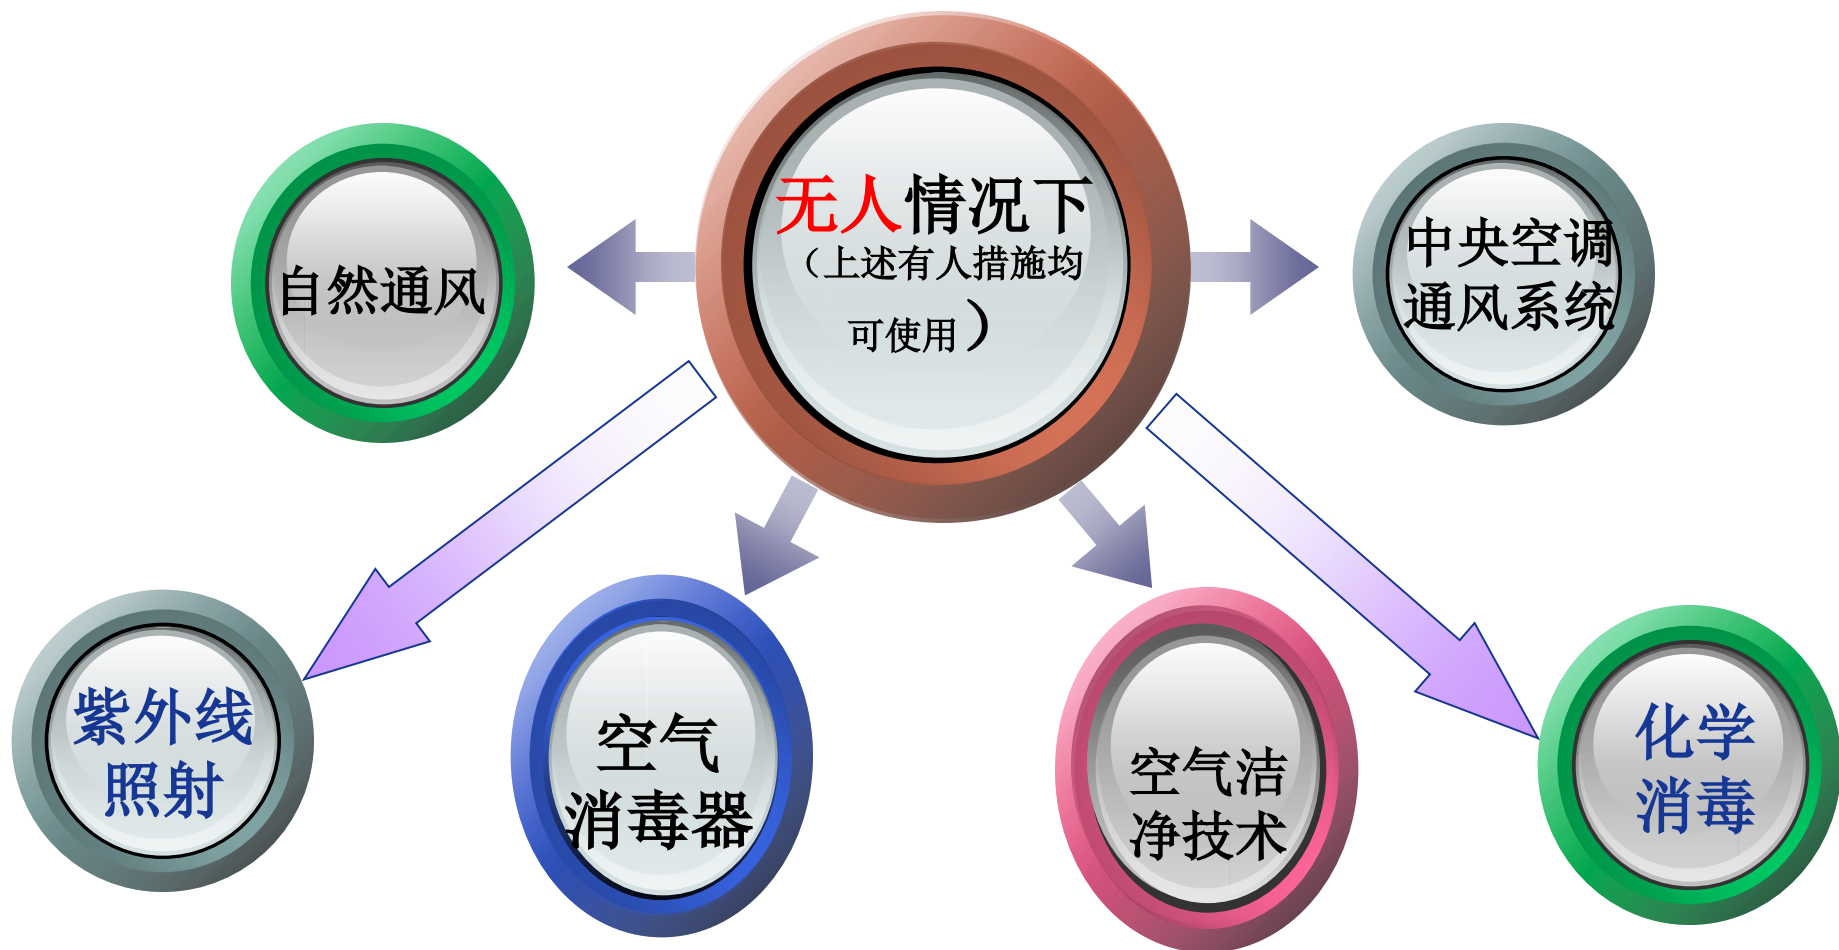 无人情况下
（上述有人措施均
可使用）
自然通风
中央空调
通风系统
紫外线
照射
空气
消毒器
空气洁
净技术
化学
消毒